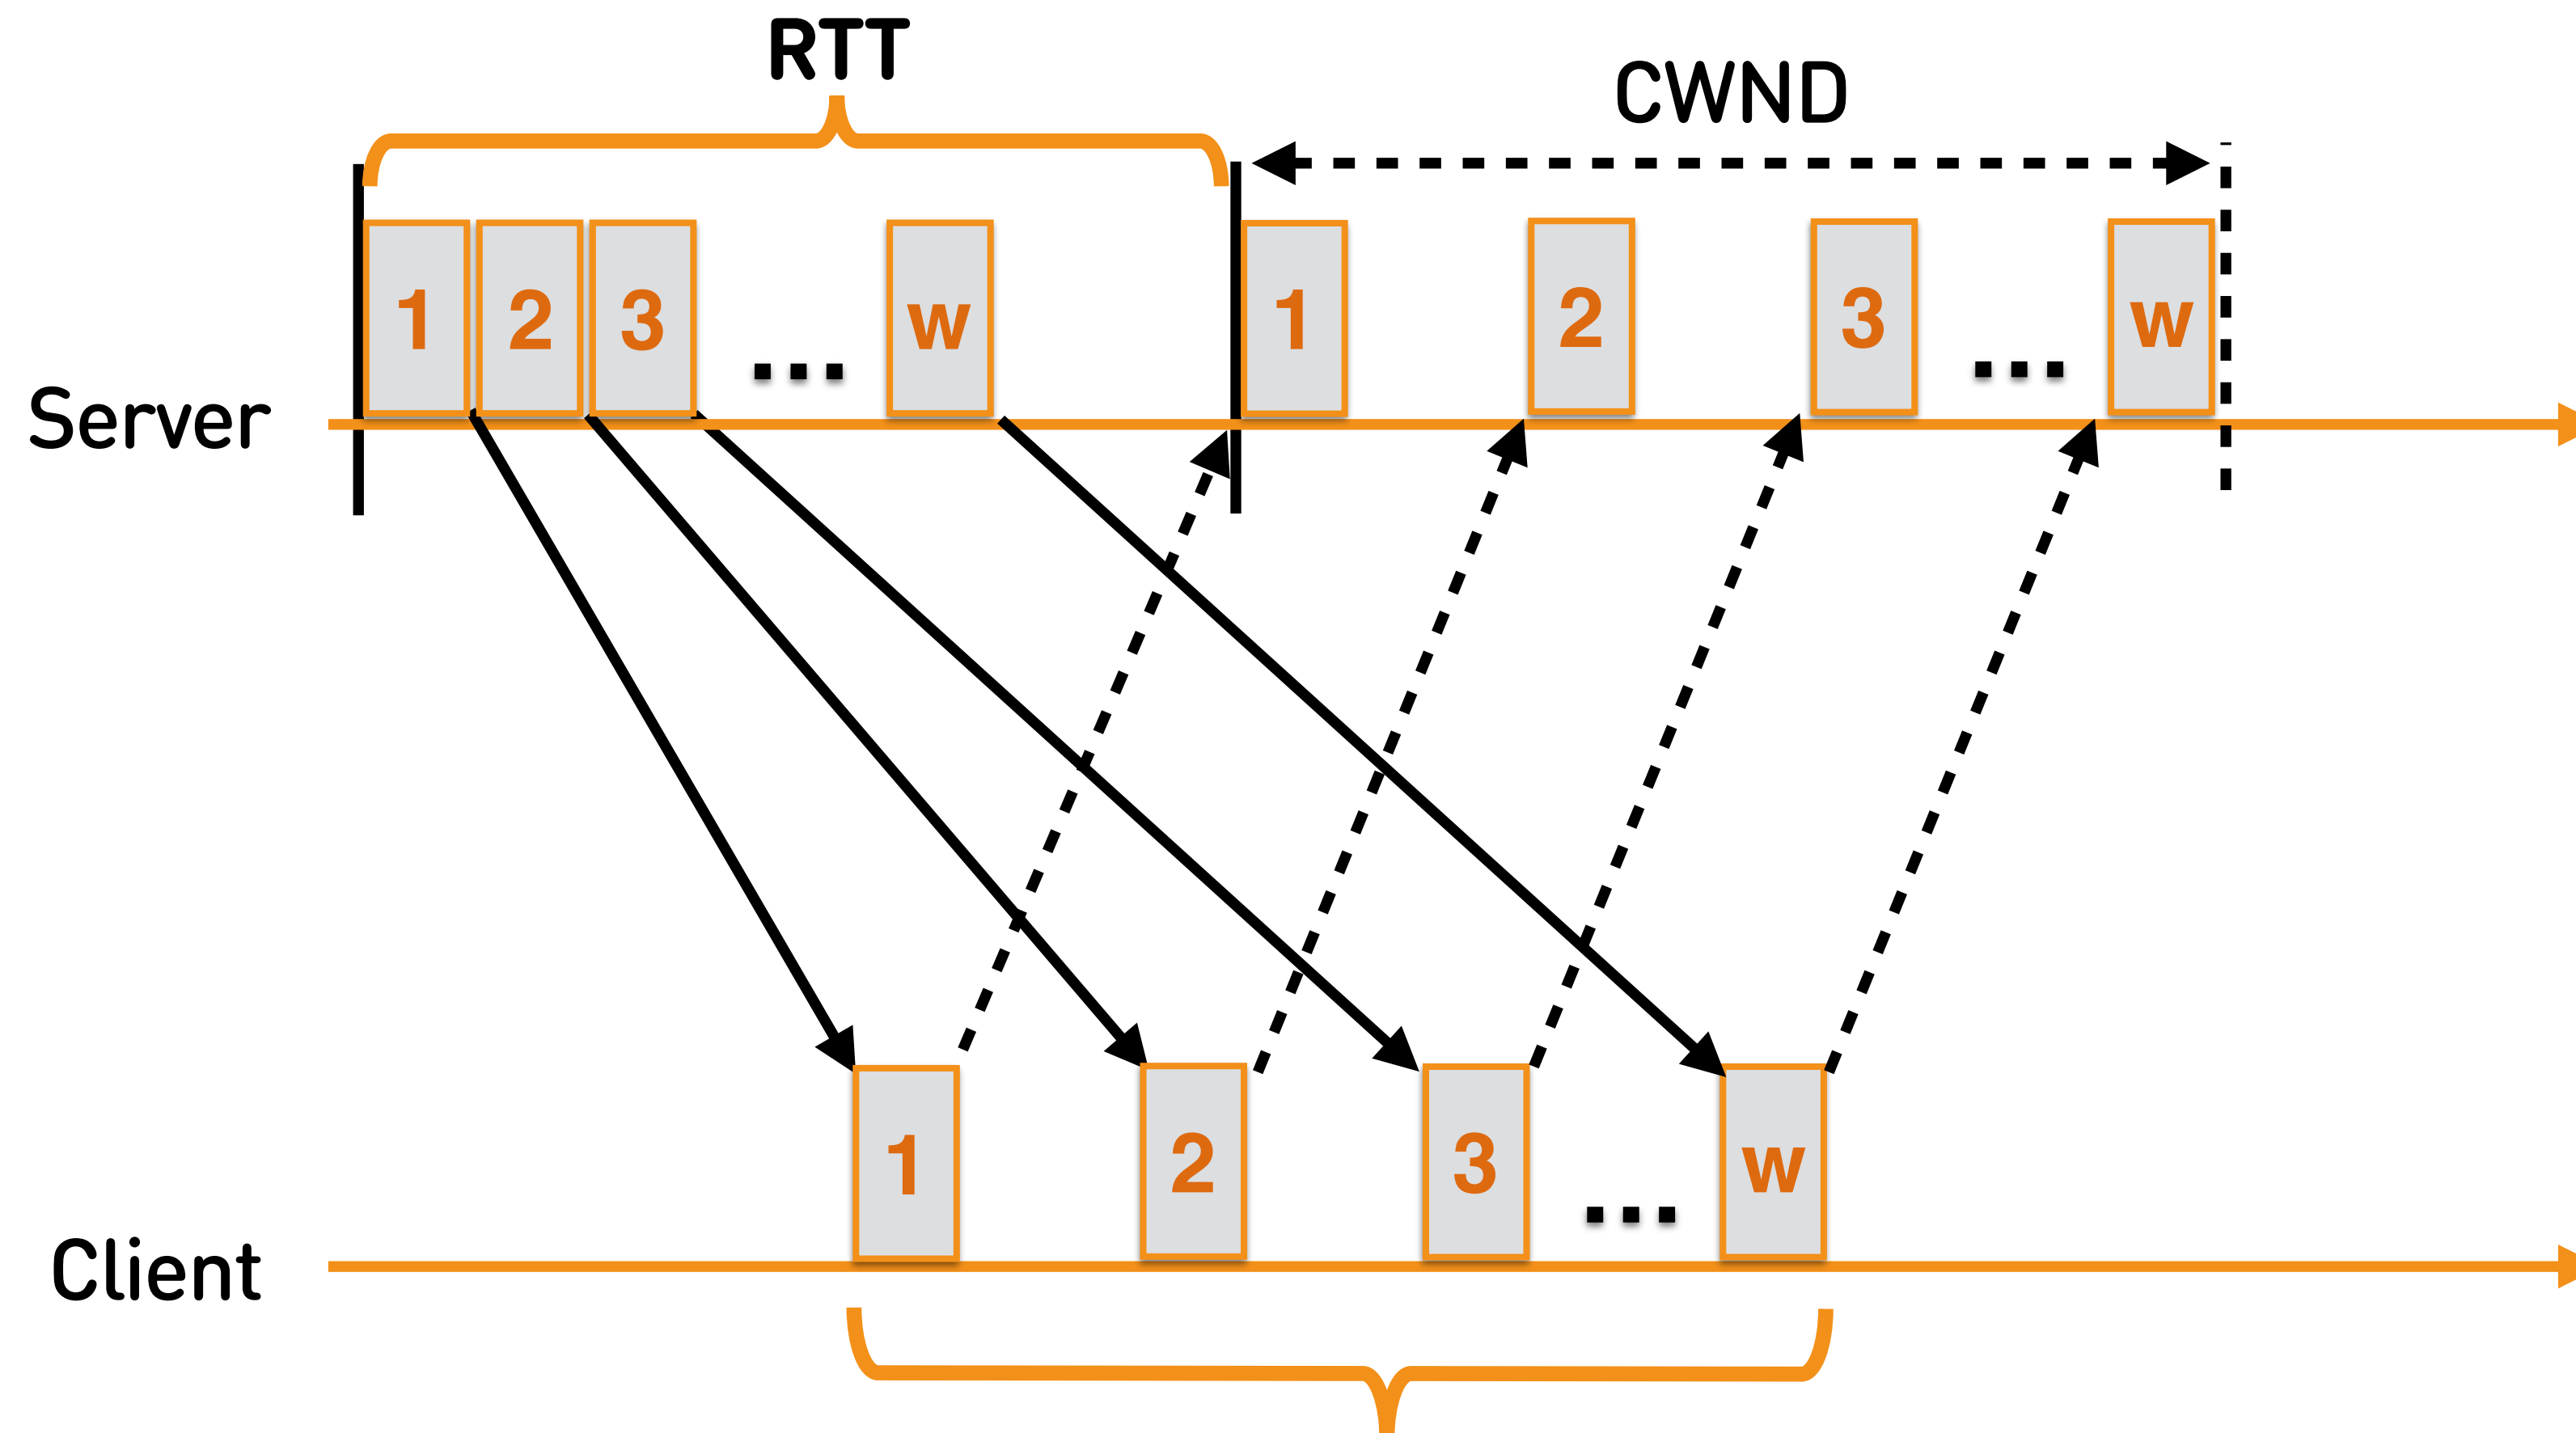 RTT
CWND
1 2 3 ... w 1 2 3 ... w
Server
1 2 3 ... w
Client